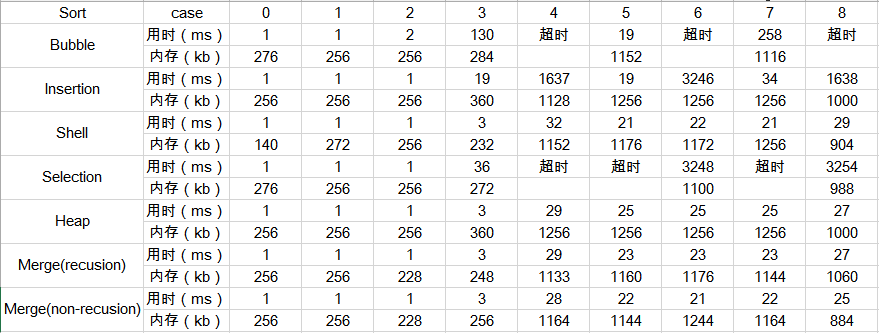 Sort case 0 1 2 3 4 5 6 7 8
Bubble 用时(ms) 1 1 2 130 超时 19 超时 258 超时
内存(kb) 276 256 256 284 1152 1116
Insertion 用时(ms) 1 1 1 19 1637 19 3246 34 1638
内存(kb) 256 256 256 360 1128 1256 1256 1256 1000
Shell 用时(ms) 1 1 1 3 32 21 22 21 29
内存(kb) 140 272 256 232 1152 1176 1172 1256 904
Selection 用时(ms) 1 1 1 36 超时 超时 3248 超时 3254
内存(kb) 276 256 256 272 1100 988
Heap 用时(ms) 1 1 1 3 29 25 25 25 27
内存(kb) 256 256 256 360 1256 1256 1256 1256 1000
Merge(recusion) 用时(ms) 1 1 1 3 29 23 23 23 27
内存(kb) 256 256 228 248 1133 1160 1176 1144 1060
Merge(non-recusion) 用时(ms) 1 1 1 3 28 22 21 22 25
内存(kb) 256 256 228 256 1164 1144 1244 1164 884